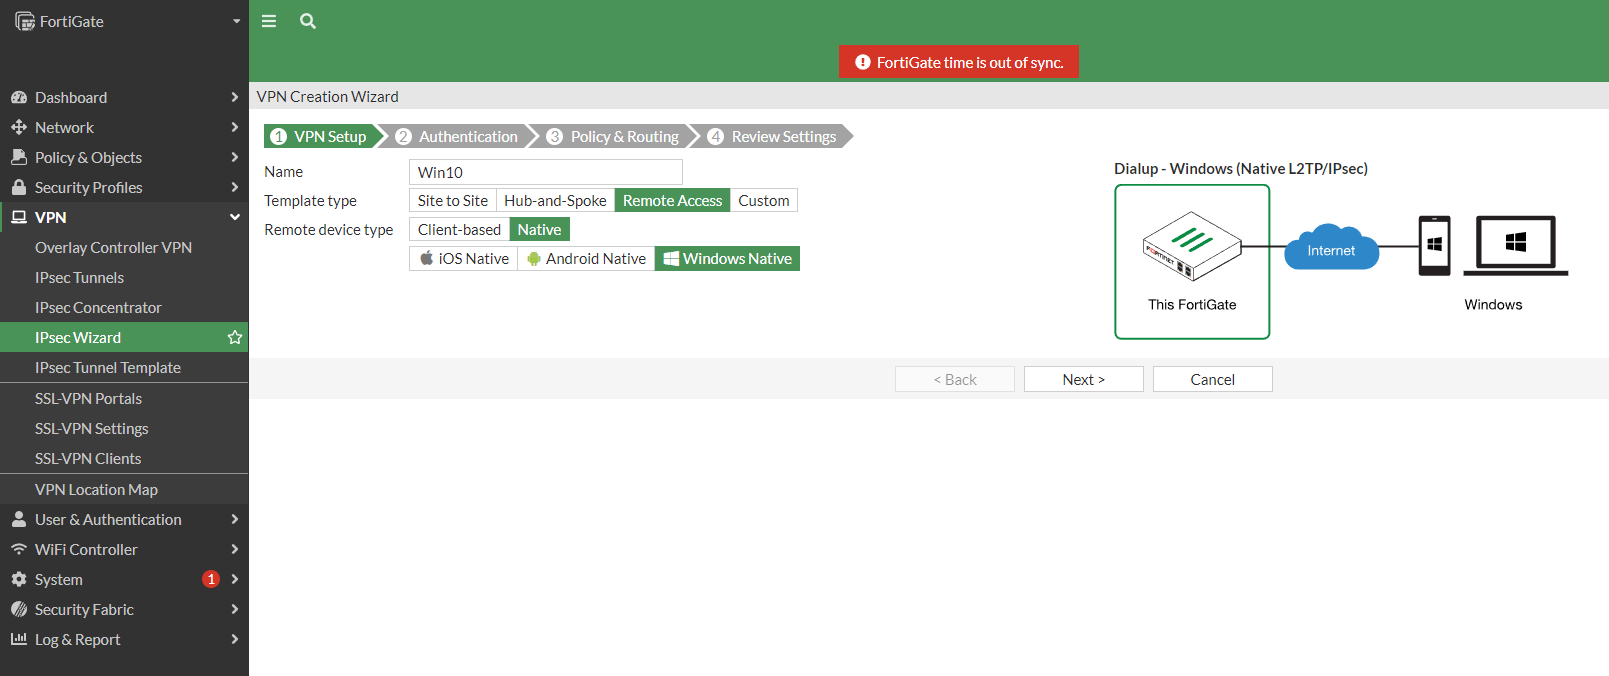 FortiGate
FortiGate time is out of sync.
Dashboard
Network
Policy & Objects
Security Profiles
VPN
Overlay Controller VPN
IPsec Tunnels
IPsec Concentrator
IPsec Wizard
IPsec Tunnel Template
SSL-VPN Portals
SSL-VPN Settings
SSL-VPN Clients
VPN Location Map
User & Authentication
WiFi Controller
System 1
Security Fabric
Log & Report
VPN Creation Wizard
1 VPN Setup 2 Authentication 3 Policy & Routing 4 Review Settings
Name Win10
Template type Site to Site Hub-and-Spoke Remote Access Custom
Remote device type Client-based Native
iOS Native Android Native Windows Native
Dialup - Windows (Native L2TP/IPsec)
FORTINET
Internet
This FortiGate
Windows
< Back Next > Cancel